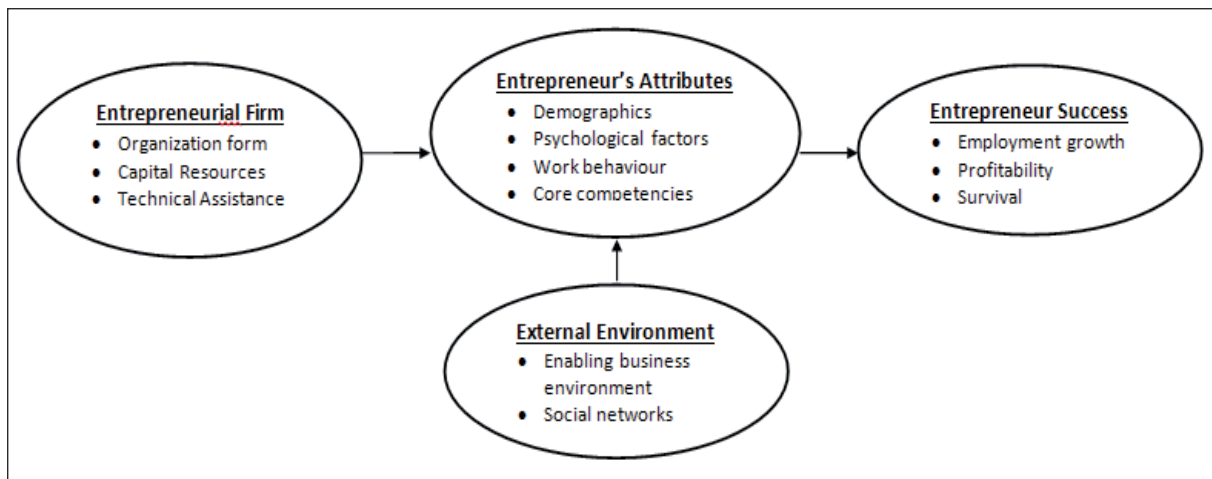 Entrepreneurial Firm
• Organization form
• Capital Resources
• Technical Assistance
Entrepreneur's Attributes
• Demographics
• Psychological factors
• Work behaviour
• Core competencies
Entrepreneur Success
• Employment growth
• Profitability
• Survival
External Environment
• Enabling business
environment
• Social networks